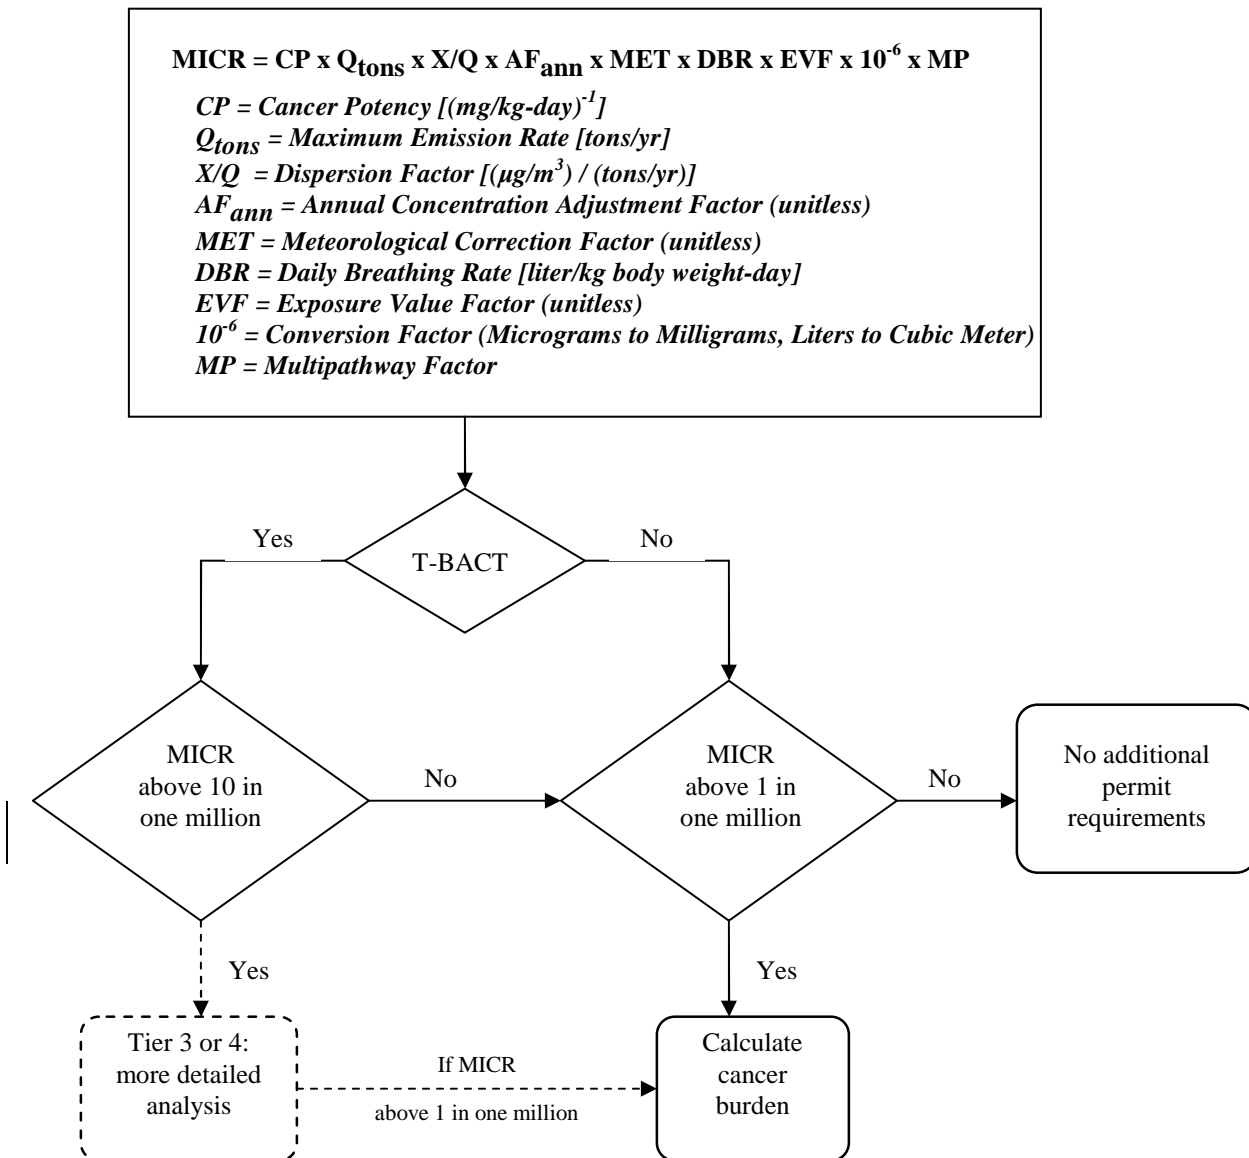 MICR = CP x Qtons x X/Q x AFann x MET x DBR x EVF x 10-6 x MP
CP = Cancer Potency [(mg/kg-day)-1]
Qtons = Maximum Emission Rate [tons/yr]
X/Q = Dispersion Factor [(µg/m3) / (tons/yr)]
AFann = Annual Concentration Adjustment Factor (unitless)
MET = Meteorological Correction Factor (unitless)
DBR = Daily Breathing Rate [liter/kg body weight-day]
EVF = Exposure Value Factor (unitless)
10-6 = Conversion Factor (Micrograms to Milligrams, Liters to Cubic Meter)
MP = Multipathway Factor
Yes
T-BACT
No
MICR
above 10 in
one million
No
MICR
above 1 in
one million
No
No additional
permit
requirements
Yes
Yes
Tier 3 or 4:
more detailed
analysis
If MICR
above 1 in one million
Calculate
cancer
burden